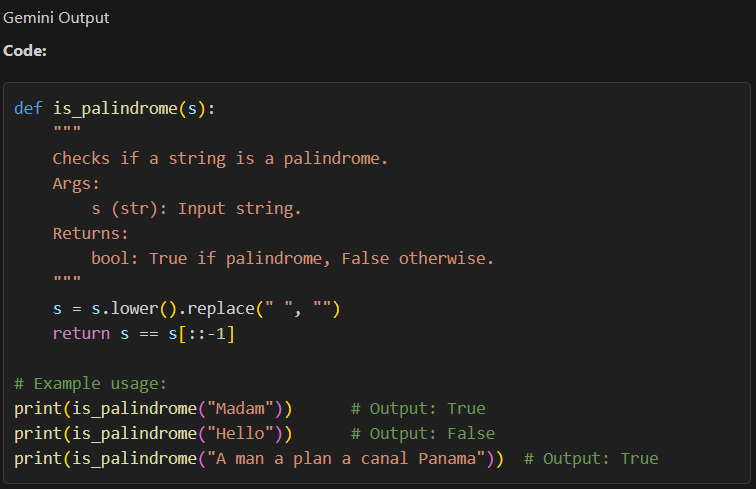 Gemini Output
Code:
def is_palindrome(s):
    """
    Checks if a string is a palindrome.
    Args:
        s (str): Input string.
    Returns:
        bool: True if palindrome, False otherwise.
    """
    s = s.lower().replace(" ", "")
    return s == s[::-1]
# Example usage:
print(is_palindrome("Madam"))      # Output: True
print(is_palindrome("Hello"))      # Output: False
print(is_palindrome("A man a plan a canal Panama"))  # Output: True